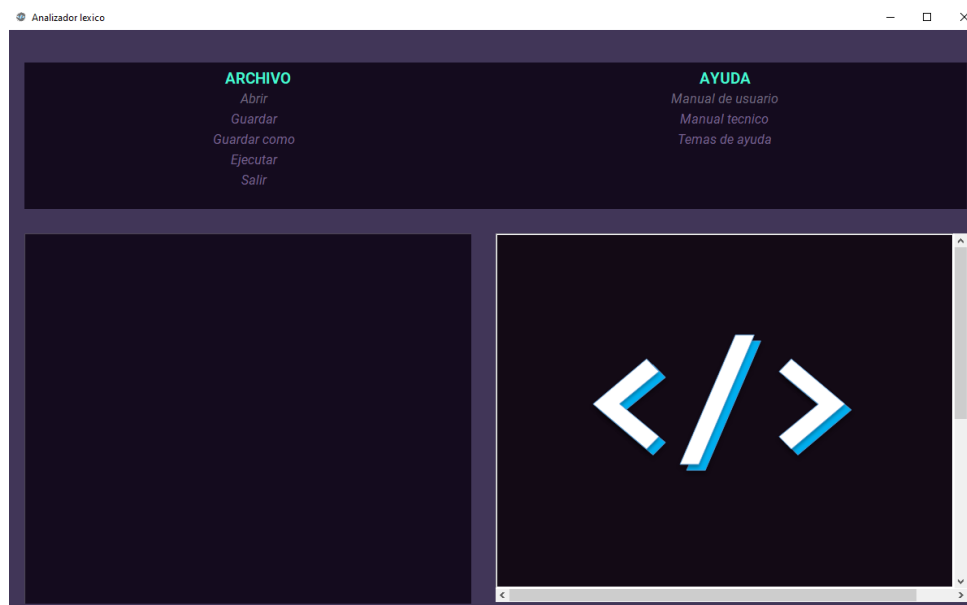 Analizador lexico
ARCHIVO
Abrir
Guardar
Guardar como
Ejecutar
Salir
AYUDA
Manual de usuario
Manual tecnico
Temas de ayuda
</>